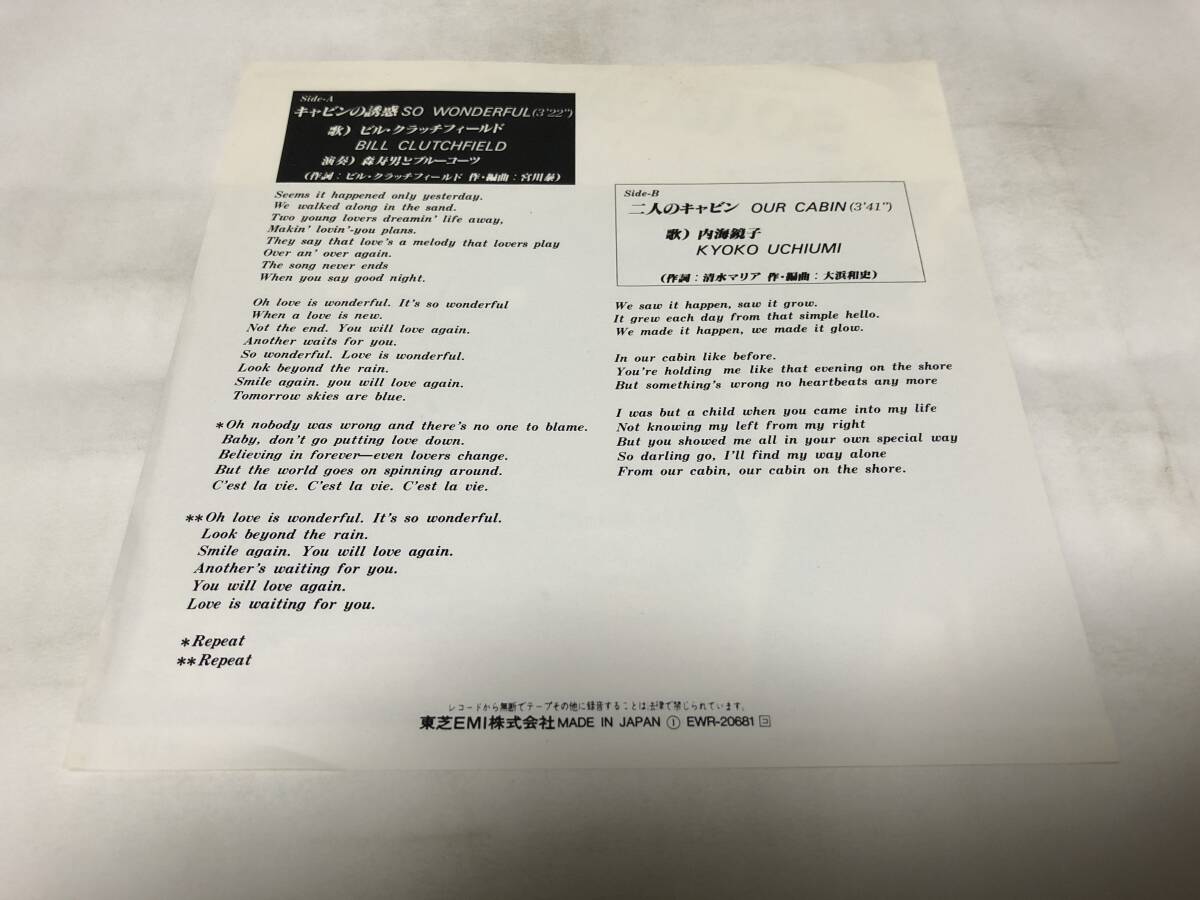 Side-A
キャビンの誘惑 SO WONDERFUL(3'22")
歌) ビル・クラッチフィールド
BILL CLUTCHFIELD
演奏) 森寿男とブルーコーツ
(作詞:ビル・クラッチフィールド 作・編曲:宮川泰)
Seems it happened only yesterday.
We walked along in the sand.
Two young lovers dreamin' life away,
Makin' lovin'-you plans.
They say that love's a melody that lovers play
Over an' over again.
The song never ends
When you say good night.
Oh love is wonderful. It's so wonderful
When a love is new.
Not the end. You will love again.
Another waits for you.
So wonderful. Love is wonderful.
Look beyond the rain.
Smile again. you will love again.
Tomorrow skies are blue.
*Oh nobody was wrong and there's no one to blame.
Baby, don't go putting love down.
Believing in forever—even lovers change.
But the world goes on spinning around.
C'est la vie. C'est la vie. C'est la vie.
**Oh love is wonderful. It's so wonderful.
Look beyond the rain.
Smile again. You will love again.
Another's waiting for you.
You will love again.
Love is waiting for you.
*Repeat
**Repeat
Side-B
二人のキャビン OUR CABIN(3'41")
歌) 内海鏡子
KYOKO UCHIUMI
(作詞:清水マリア 作・編曲:大浜和史)
We saw it happen, saw it grow.
It grew each day from that simple hello.
We made it happen, we made it glow.
In our cabin like before.
You're holding me like that evening on the shore
But something's wrong no heartbeats any more
I was but a child when you came into my life
Not knowing my left from my right
But you showed me all in your own special way
So darling go, I'll find my way alone
From our cabin, our cabin on the shore.
レコードから無断でテープその他に録音することは法律で禁じられています。
東芝EMI株式会社 MADE IN JAPAN Ⓘ EWR-20681 コ